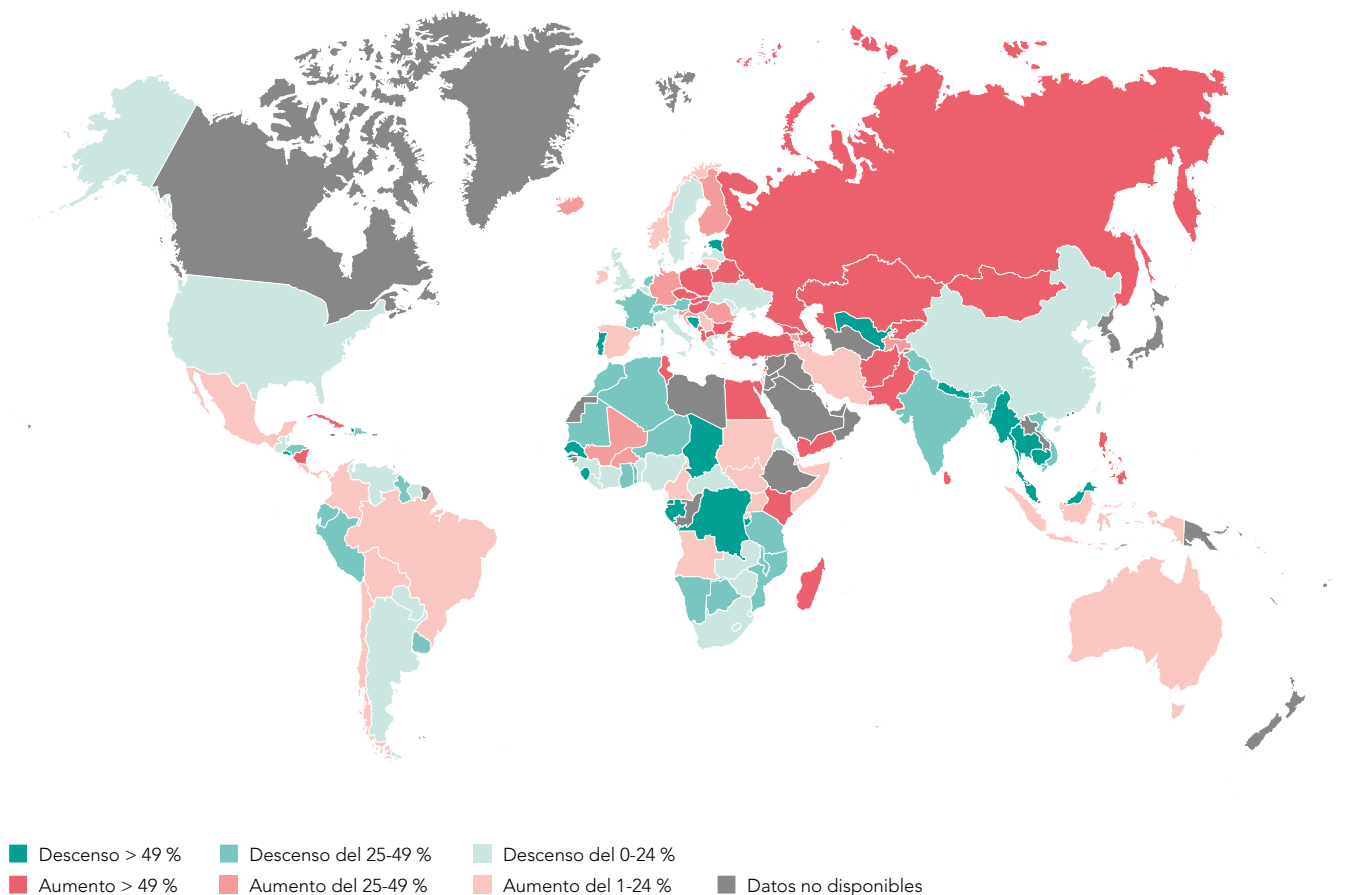 Descenso > 49 % Descenso del 25-49 % Descenso del 0-24 %
Aumento > 49 % Aumento del 25-49 % Aumento del 1-24 % Datos no disponibles